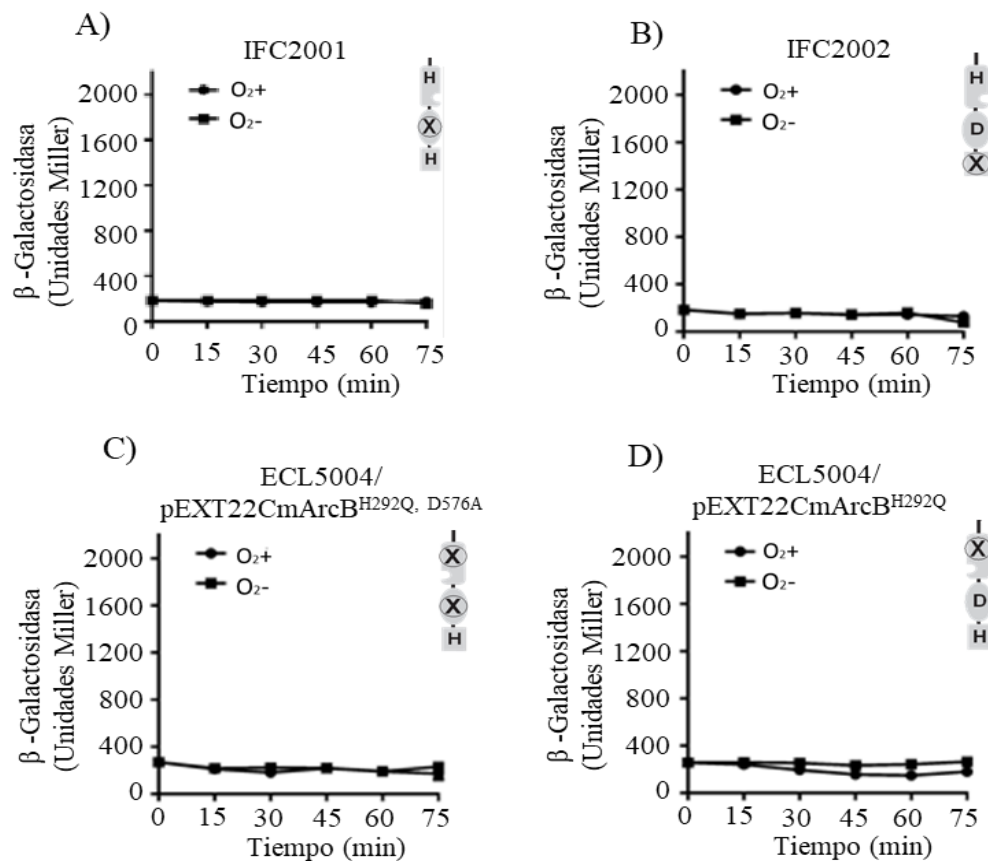 A)
IFC2001
β -Galactosidasa
(Unidades Miller)
2000
1600
1200
800
400
0
O₂+
O₂-
H
X
H
0 15 30 45 60 75
Tiempo (min)
B)
IFC2002
β -Galactosidasa
(Unidades Miller)
2000
1600
1200
800
400
0
O₂+
O₂-
H
D
X
0 15 30 45 60 75
Tiempo (min)
C)
ECL5004/
pEXT22CmArcB^H292Q, D576A
β -Galactosidasa
(Unidades Miller)
2000
1600
1200
800
400
0
O₂+
O₂-
X
X
H
0 15 30 45 60 75
Tiempo (min)
D)
ECL5004/
pEXT22CmArcB^H292Q
β -Galactosidasa
(Unidades Miller)
2000
1600
1200
800
400
0
O₂+
O₂-
X
D
H
0 15 30 45 60 75
Tiempo (min)